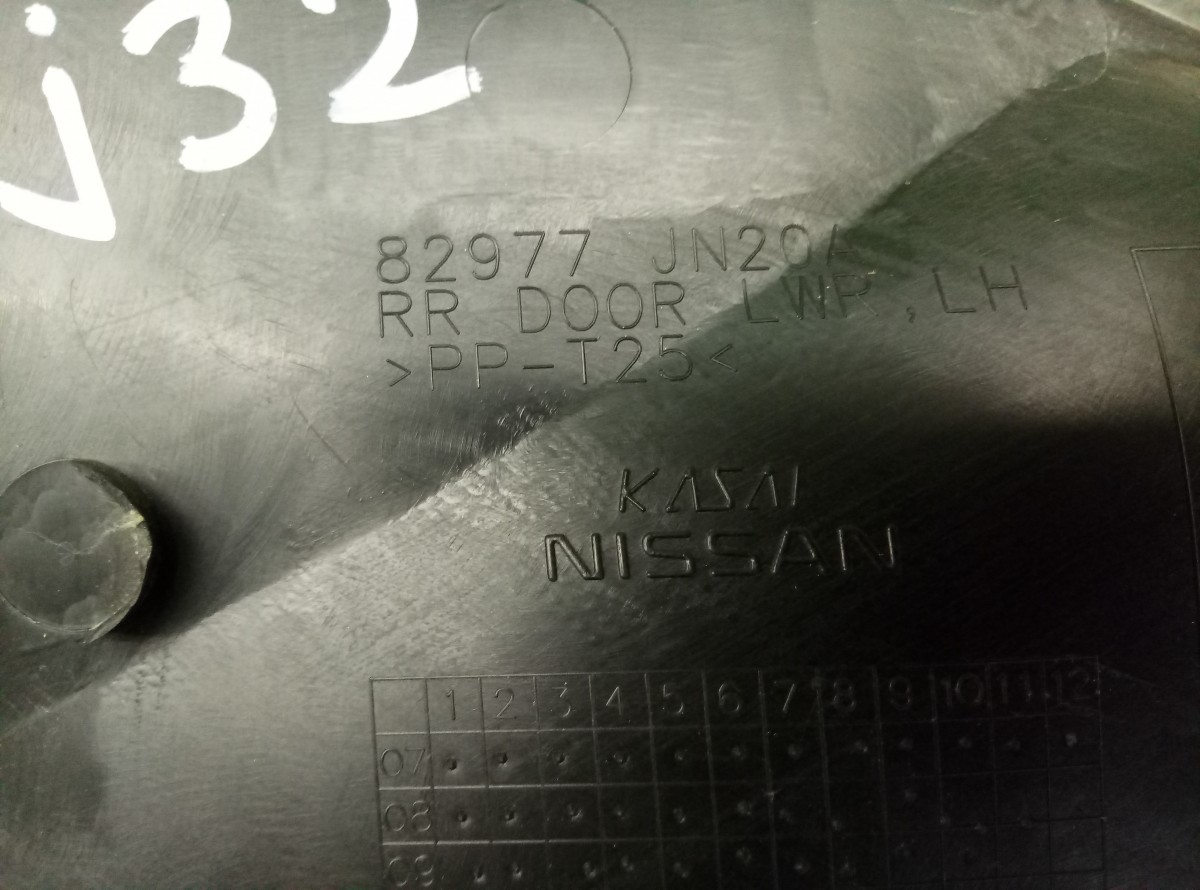 J32
82977 JN20A
RR DOOR LWR, LH
>PP-T25<
KASAI
NISSAN
1 2 3 4 5 6 7 8 9 10 11 12
07
08
09